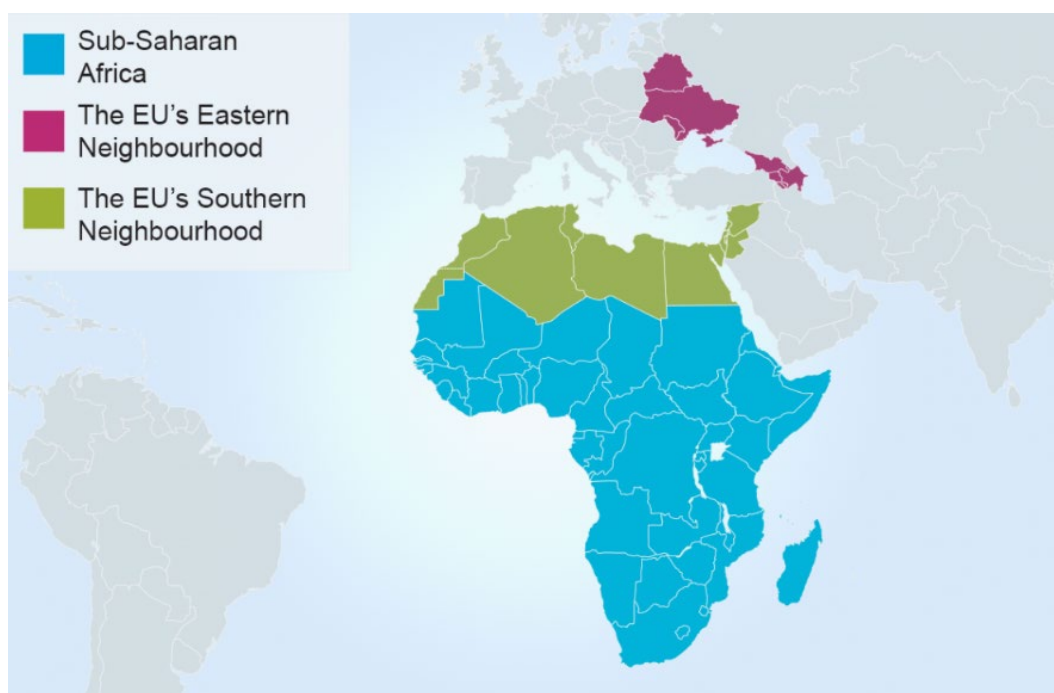 Sub-Saharan
Africa
The EU’s Eastern
Neighbourhood
The EU’s Southern
Neighbourhood